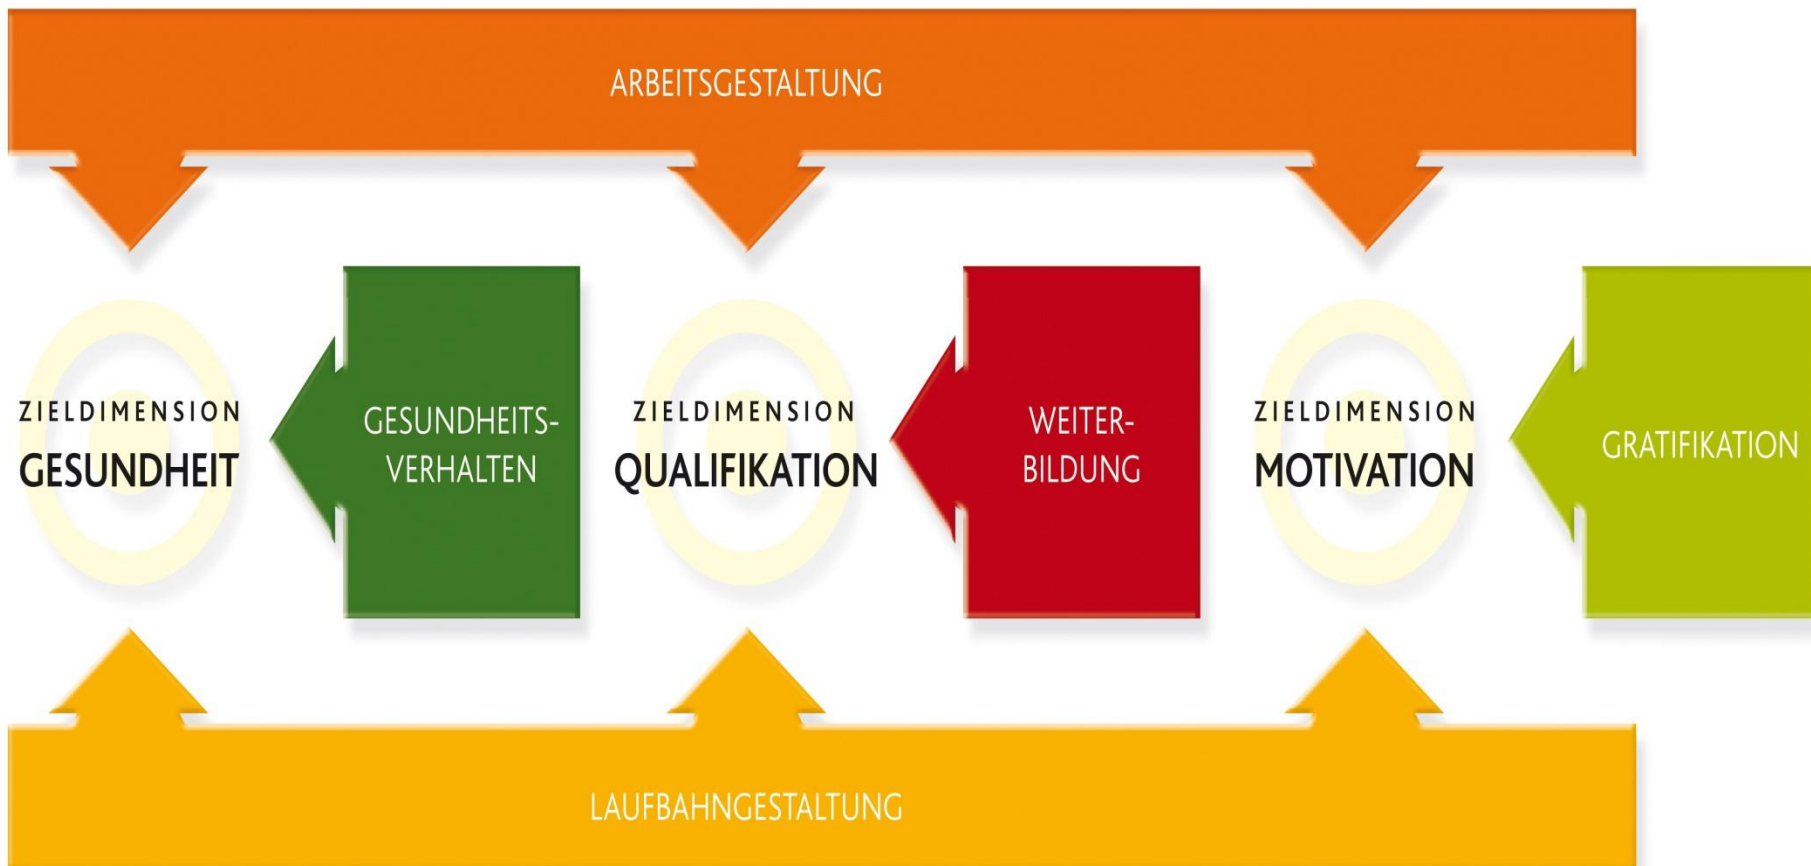 ARBEITSGESTALTUNG
ZIELDIMENSION
GESUNDHEIT
GESUNDHEITS-
VERHALTEN
ZIELDIMENSION
QUALIFIKATION
WEITER-
BILDUNG
ZIELDIMENSION
MOTIVATION
GRATIFIKATION
LAUFBAHNGESTALTUNG